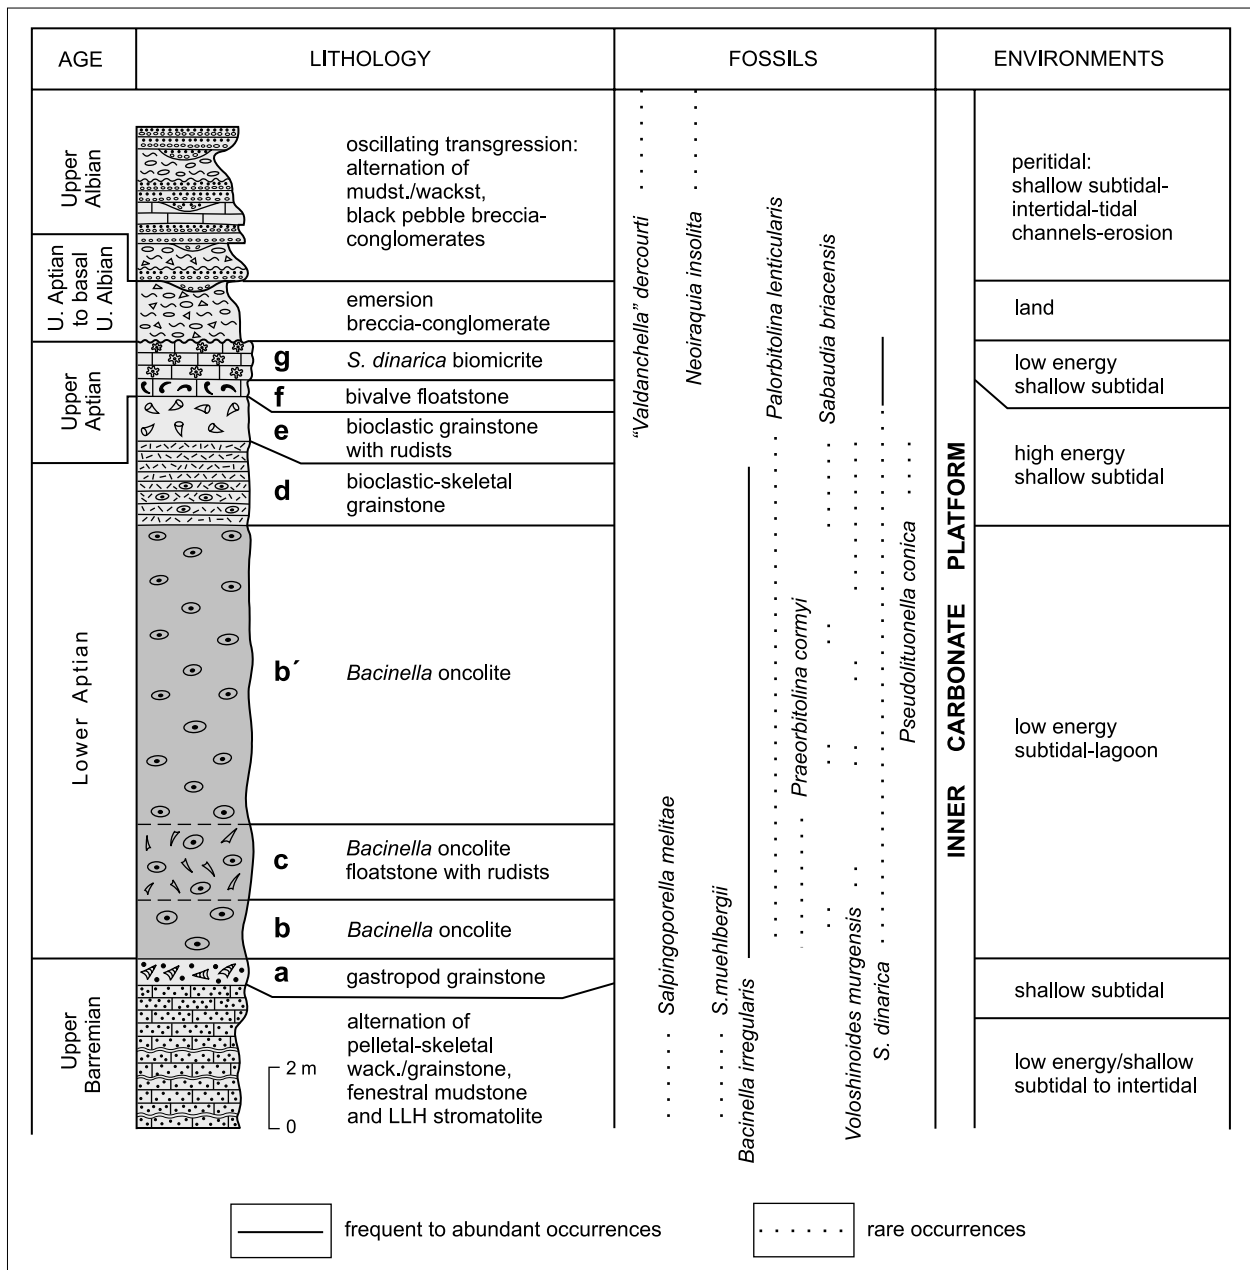 AGE
LITHOLOGY
FOSSILS
ENVIRONMENTS
Upper
Albian
U. Aptian
to basal
U. Albian
Upper
Aptian
Lower Aptian
Upper
Barremian
oscillating transgression:
alternation of
mudst./wackst,
black pebble breccia-
conglomerates
emersion
breccia-conglomerate
g
S. dinarica biomicrite
f
bivalve floatstone
e
bioclastic grainstone
with rudists
d
bioclastic-skeletal
grainstone
b´
Bacinella oncolite
c
Bacinella oncolite
floatstone with rudists
b
Bacinella oncolite
a
gastropod grainstone
alternation of
pelletal-skeletal
wack./grainstone,
fenestral mudstone
and LLH stromatolite
2 m
0
Salpingoporella melitae
"Valdanchella" dercourti
Neoiraquia insolita
S.muehlbergii
Bacinella irregularis
Palorbitolina lenticularis
Praeorbitolina cormyi
Sabaudia briacensis
Voloshinoides murgensis
S. dinarica
Pseudolituonella conica
INNER CARBONATE PLATFORM
peritidal:
shallow subtidal-
intertidal-tidal
channels-erosion
land
low energy
shallow subtidal
high energy
shallow subtidal
low energy
subtidal-lagoon
shallow subtidal
low energy/shallow
subtidal to intertidal
frequent to abundant occurrences
rare occurrences